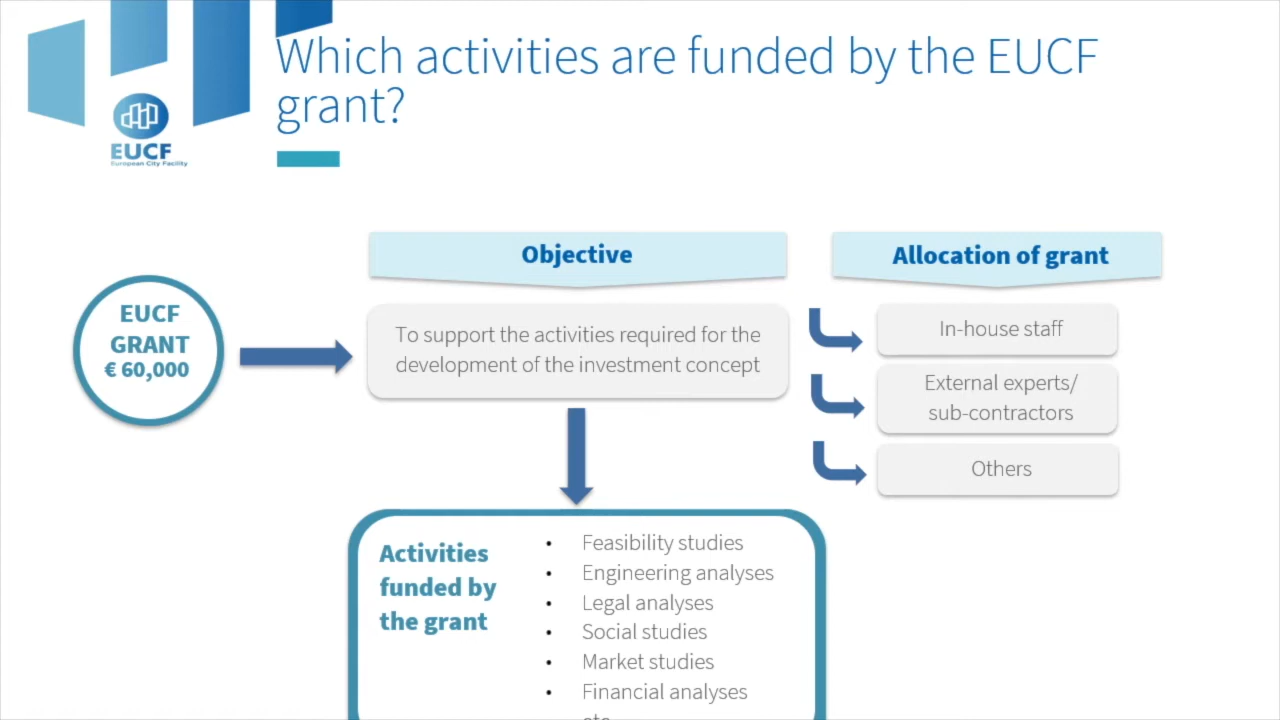 Which activities are funded by the EUCF
grant?
EUCF
European City Facility
Objective
Allocation of grant
EUCF
GRANT
€ 60,000
To support the activities required for the
development of the investment concept
In-house staff
External experts/
sub-contractors
Others
Activities
funded by
the grant
• Feasibility studies
• Engineering analyses
• Legal analyses
• Social studies
• Market studies
• Financial analyses